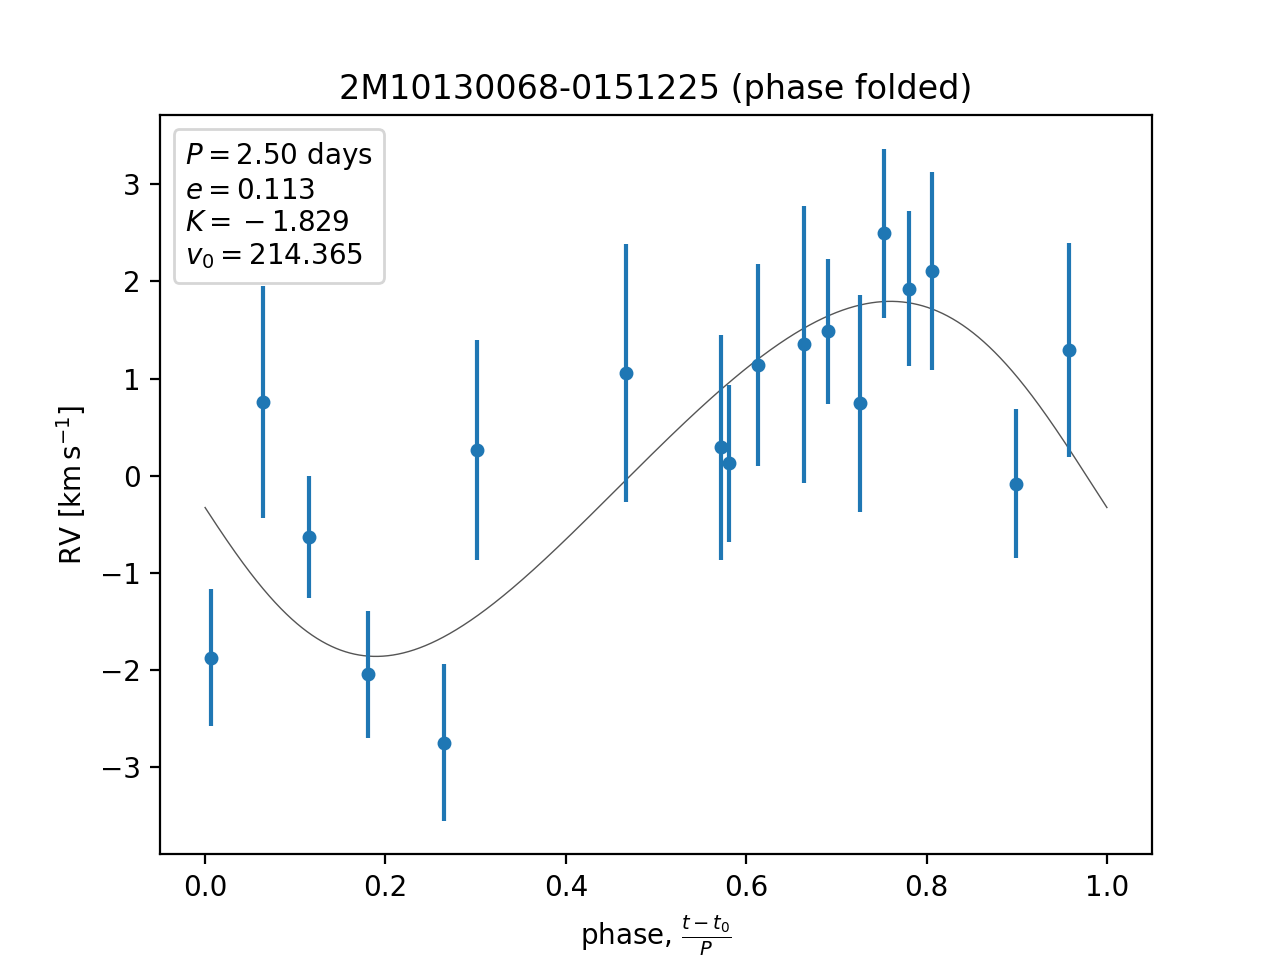 2M10130068-0151225 (phase folded)
P = 2.50 days
e = 0.113
K = −1.829
v₀ = 214.365
3
2
1
0
−1
−2
−3
RV [km s⁻¹]
0.0 0.2 0.4 0.6 0.8 1.0
phase, (t − t₀)/P